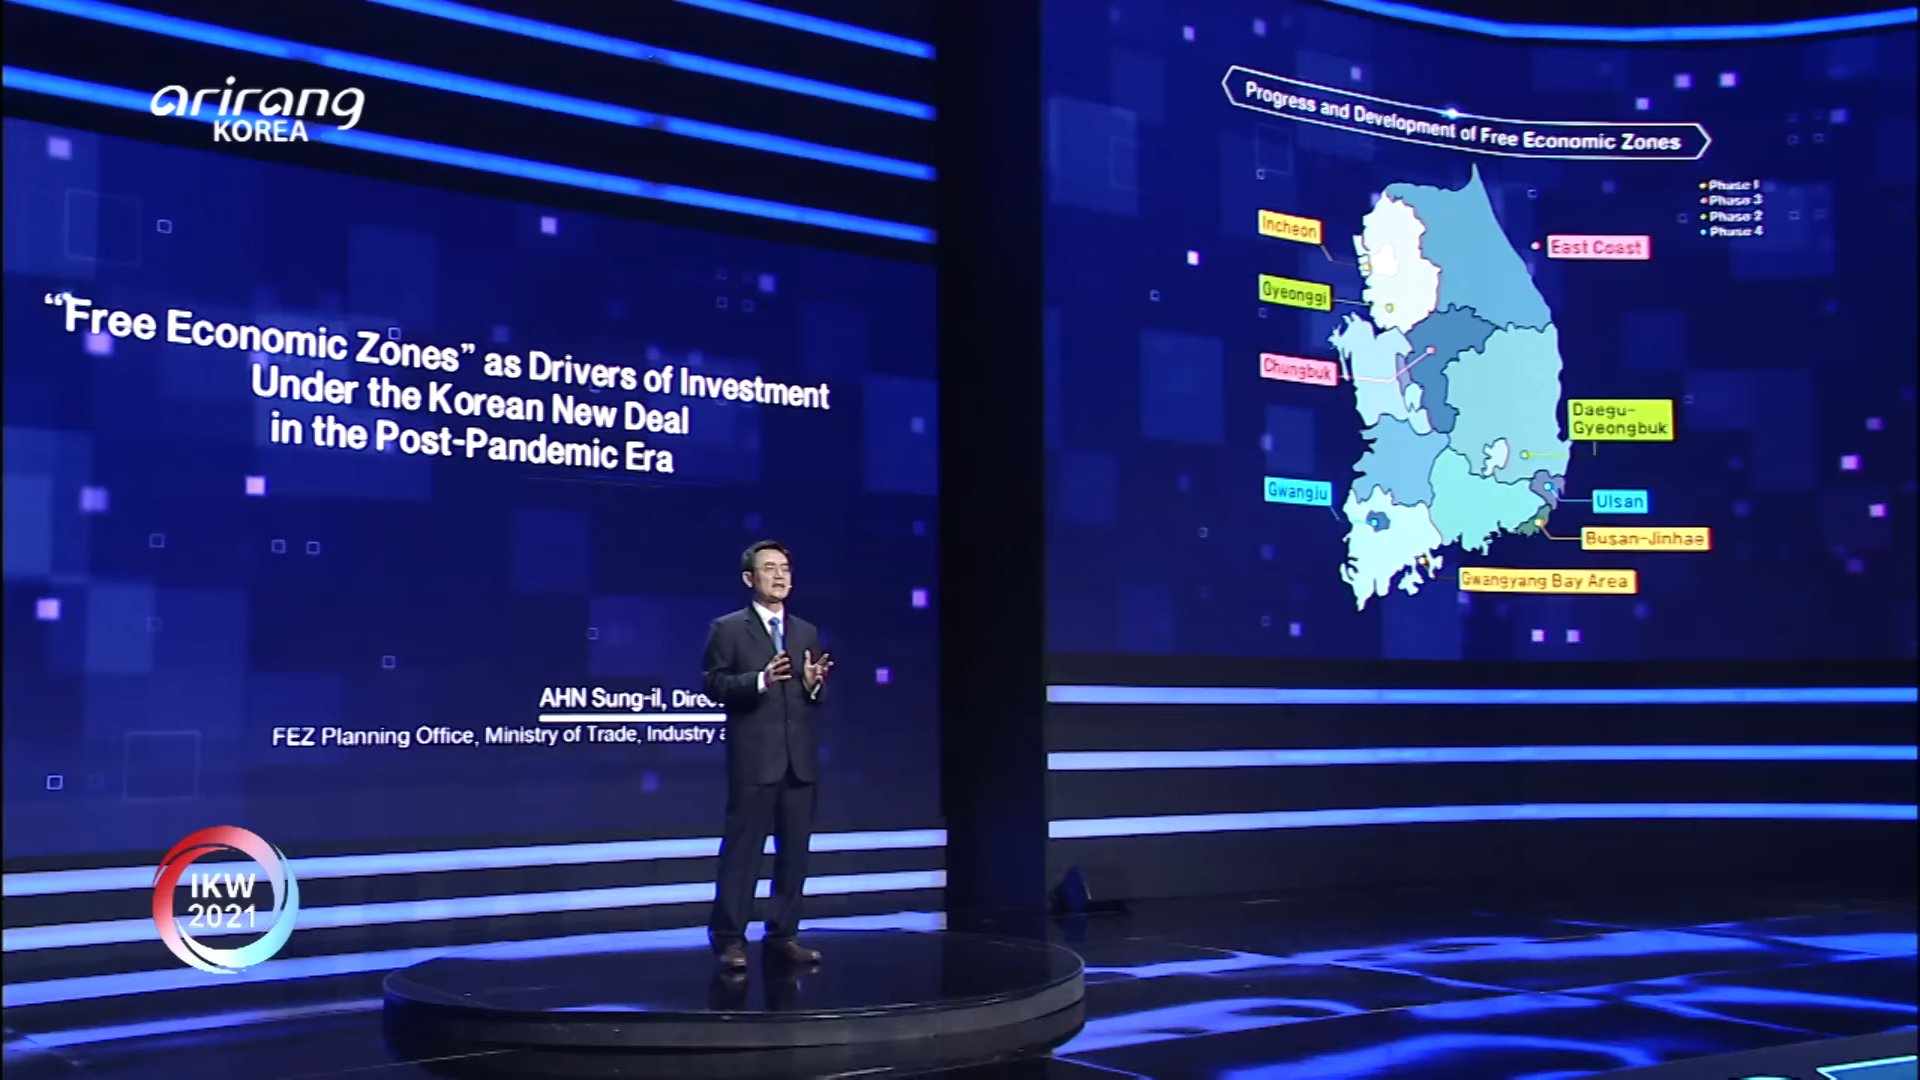 arirang
KOREA
“Free Economic Zones” as Drivers of Investment
Under the Korean New Deal
in the Post-Pandemic Era
AHN Sung-il,
FEZ Planning Office, Ministry of Trade, Industry
IKW
2021
Progress and Development of Free Economic Zones
Phase 1
Phase 3
Phase 2
Phase 4
Incheon
East Coast
Gyeonggi
Chungbuk
Daegu-
Gyeongbuk
Gwangju
Ulsan
Busan-Jinhae
Gwangyang Bay Area